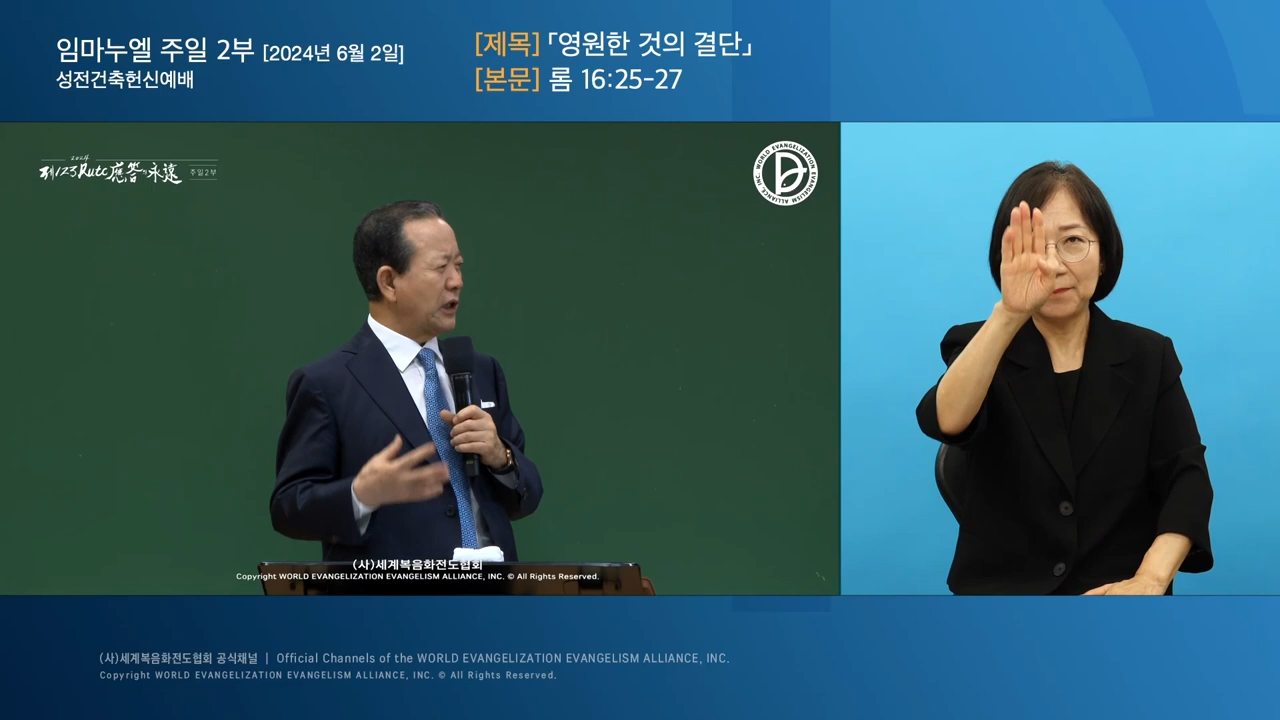 임마누엘 주일 2부 [2024년 6월 2일]
성전건축헌신예배
[제목] 「영원한 것의 결단」
[본문] 롬 16:25-27
2024
제123 Rutc 應答의 永遠 주일2부
WORLD EVANGELIZATION EVANGELISM ALLIANCE, INC.
(사)세계복음화전도협회
Copyright WORLD EVANGELIZATION EVANGELISM ALLIANCE, INC. © All Rights Reserved.
(사)세계복음화전도협회 공식채널 | Official Channels of the WORLD EVANGELIZATION EVANGELISM ALLIANCE, INC.
Copyright WORLD EVANGELIZATION EVANGELISM ALLIANCE, INC. © All Rights Reserved.